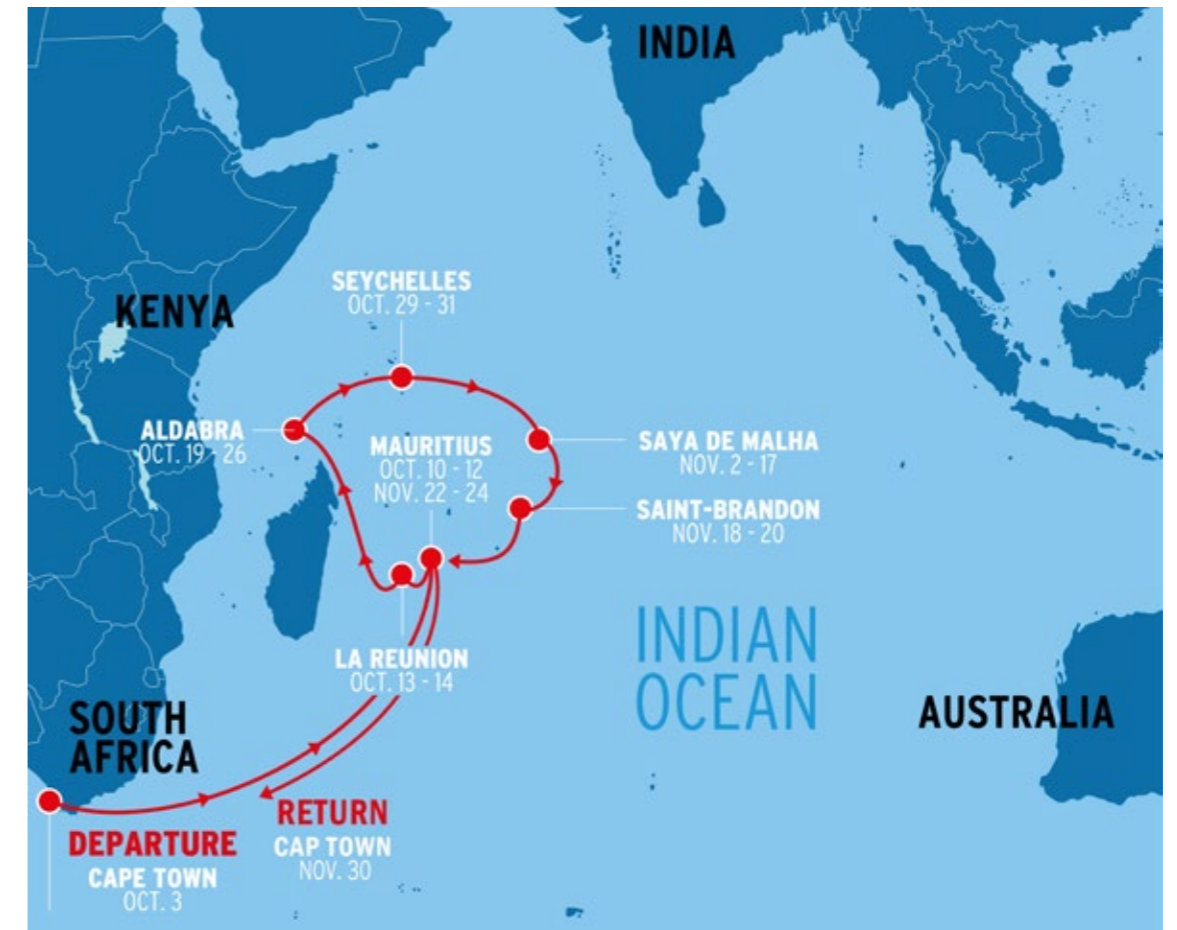 INDIA
SEYCHELLES
OCT. 29 - 31
KENYA
ALDABRA
OCT. 19 - 26
MAURITIUS
OCT. 10 - 12
NOV. 22 - 24
SAYA DE MALHA
NOV. 2 - 17
SAINT-BRANDON
NOV. 18 - 20
INDIAN
OCEAN
LA REUNION
OCT. 13 - 14
SOUTH
AFRICA
AUSTRALIA
DEPARTURE
CAPE TOWN
OCT. 3
RETURN
CAP TOWN
NOV. 30